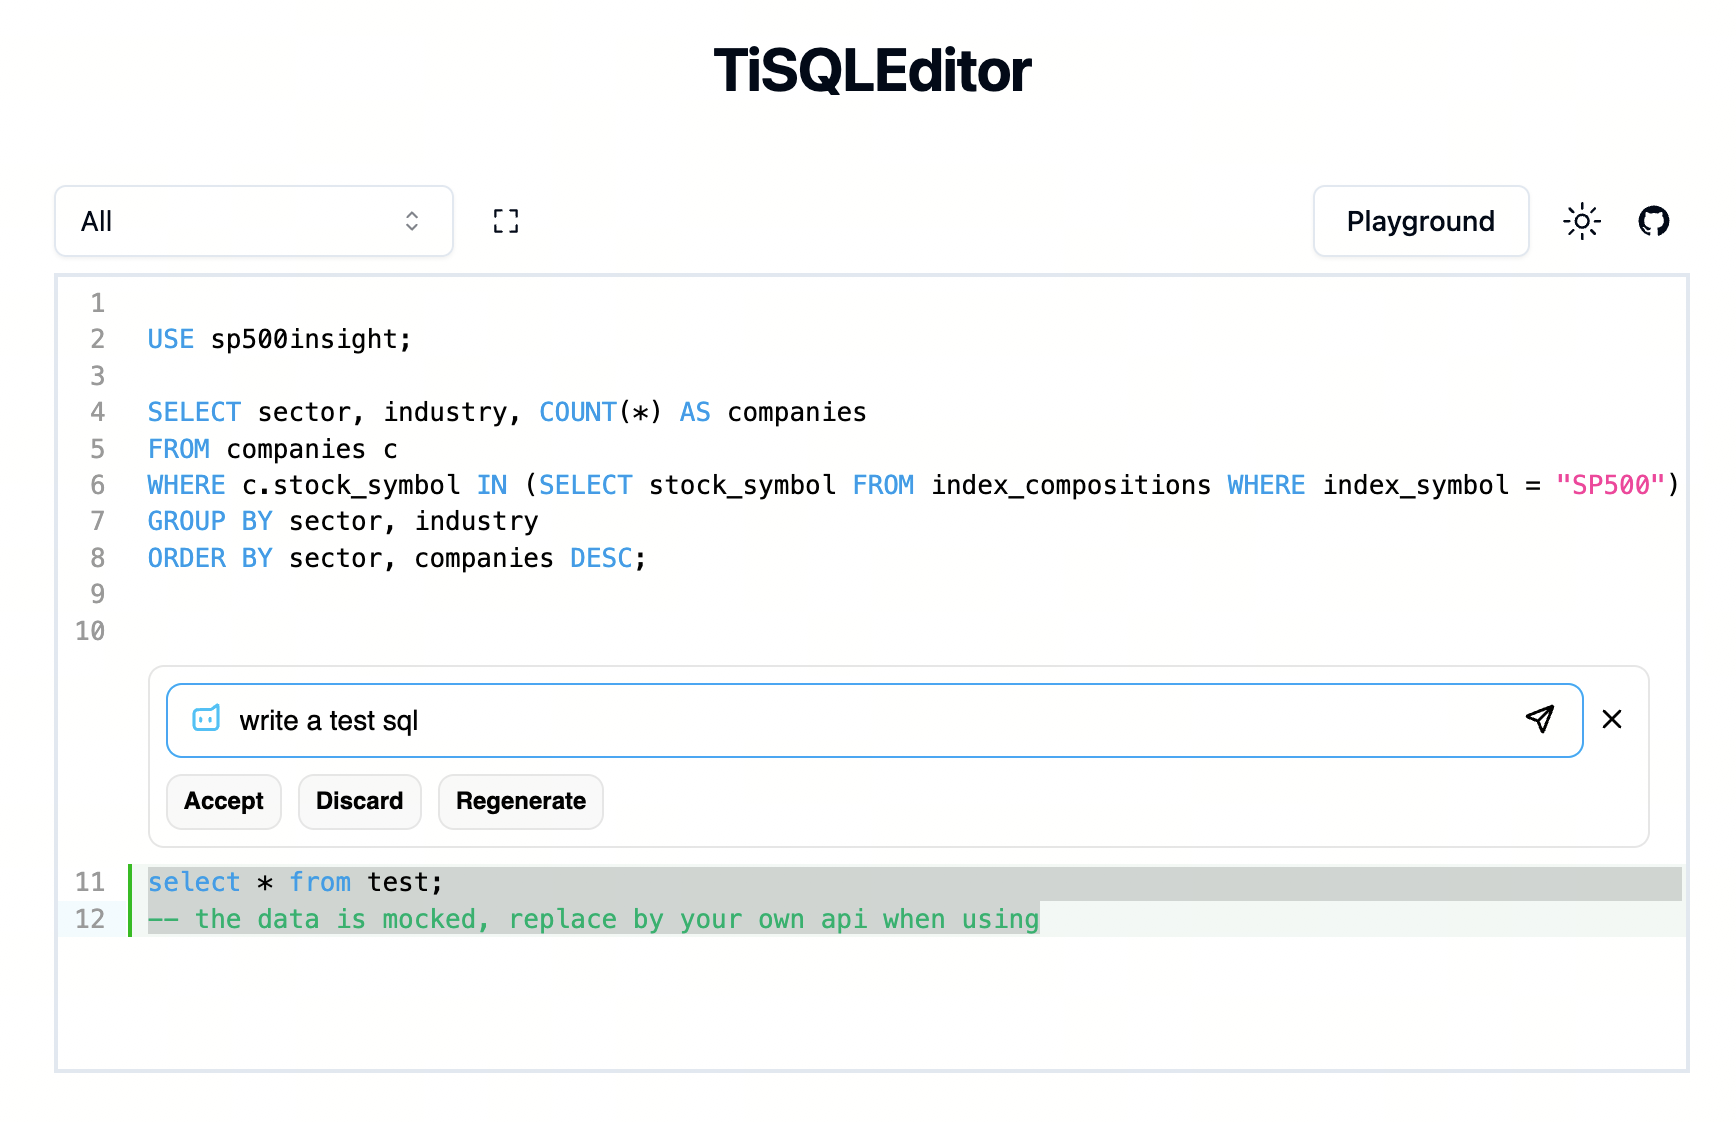 TiSQLEditor
All
Playground
1
2 USE sp500insight;
3
4 SELECT sector, industry, COUNT(*) AS companies
5 FROM companies c
6 WHERE c.stock_symbol IN (SELECT stock_symbol FROM index_compositions WHERE index_symbol = "SP500")
7 GROUP BY sector, industry
8 ORDER BY sector, companies DESC;
9
10
write a test sql
Accept Discard Regenerate
11 select * from test;
12 -- the data is mocked, replace by your own api when using